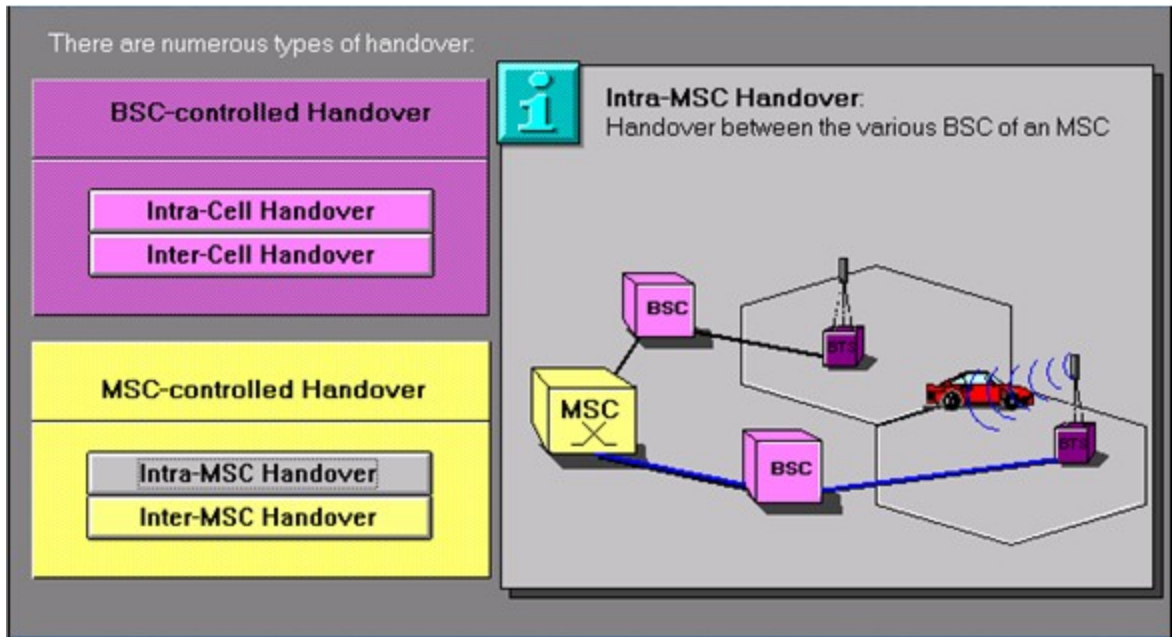 There are numerous types of handover:
BSC-controlled Handover
Intra-Cell Handover
Inter-Cell Handover
MSC-controlled Handover
Intra-MSC Handover
Inter-MSC Handover
i
Intra-MSC Handover:
Handover between the various BSC of an MSC
BSC
BTS
MSC
BSC
BTS